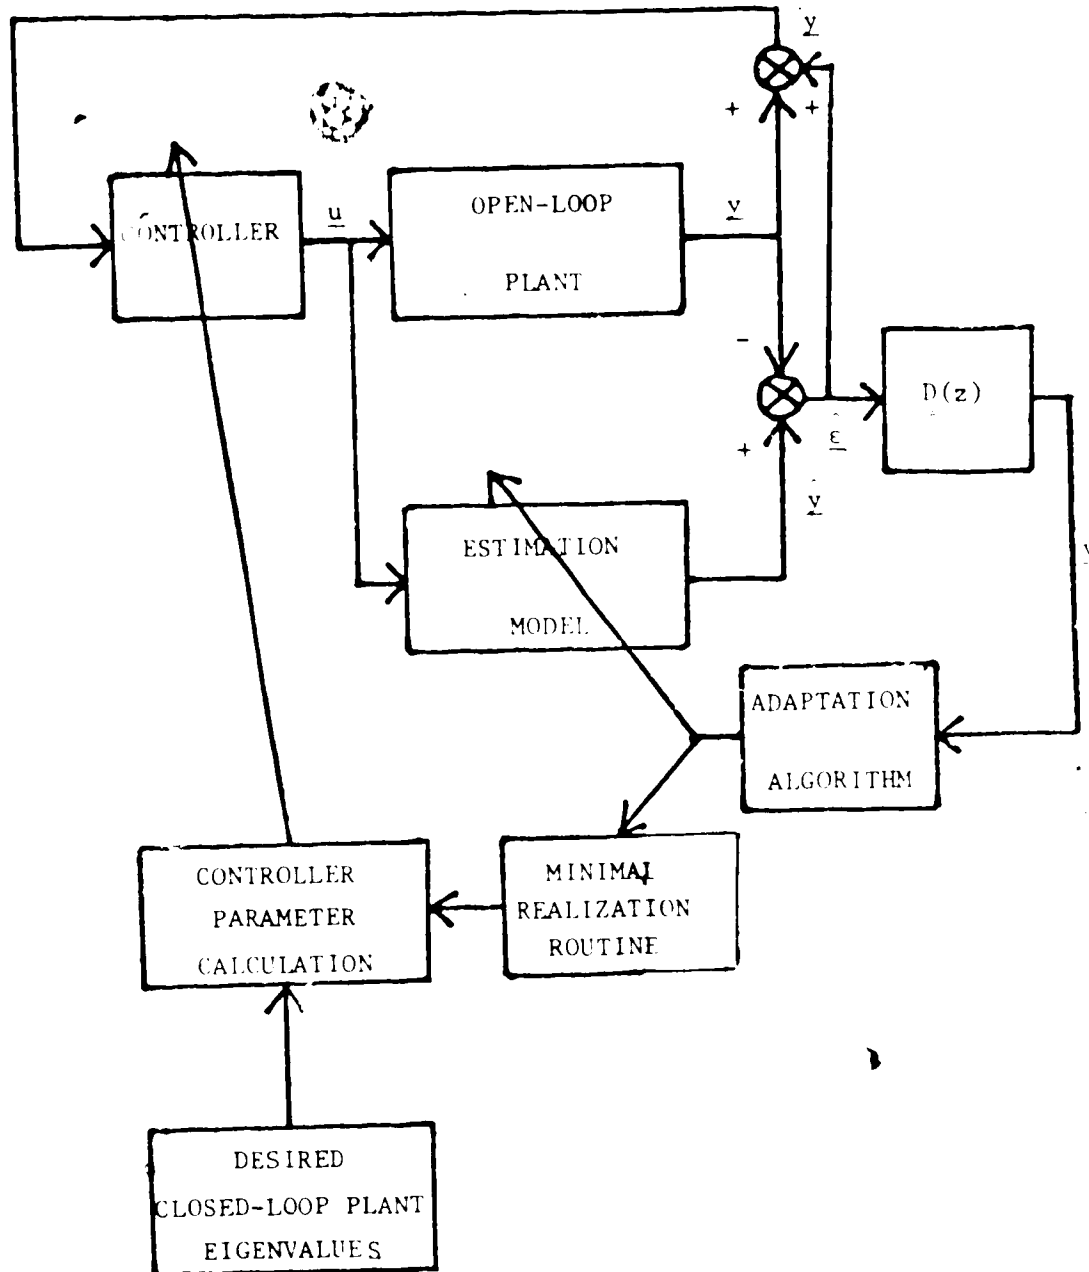 y
+ +
CONTROLLER
u
OPEN-LOOP
PLANT
y
-
+
ε̂
D(z)
ŷ
ESTIMATION
MODEL
v
ADAPTATION
ALGORITHM
CONTROLLER
PARAMETER
CALCULATION
MINIMAL
REALIZATION
ROUTINE
DESIRED
CLOSED-LOOP PLANT
EIGENVALUES